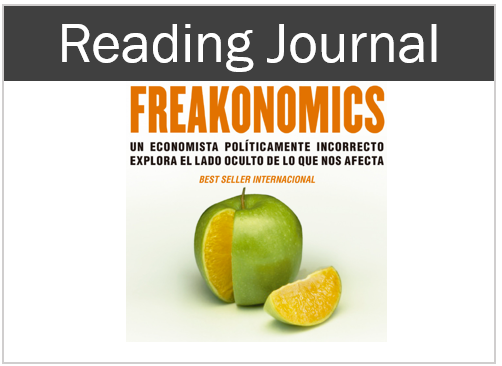 Reading Journal
FREAKONOMICS
UN ECONOMISTA POLÍTICAMENTE INCORRECTO
EXPLORA EL LADO OCULTO DE LO QUE NOS AFECTA
BEST SELLER INTERNACIONAL